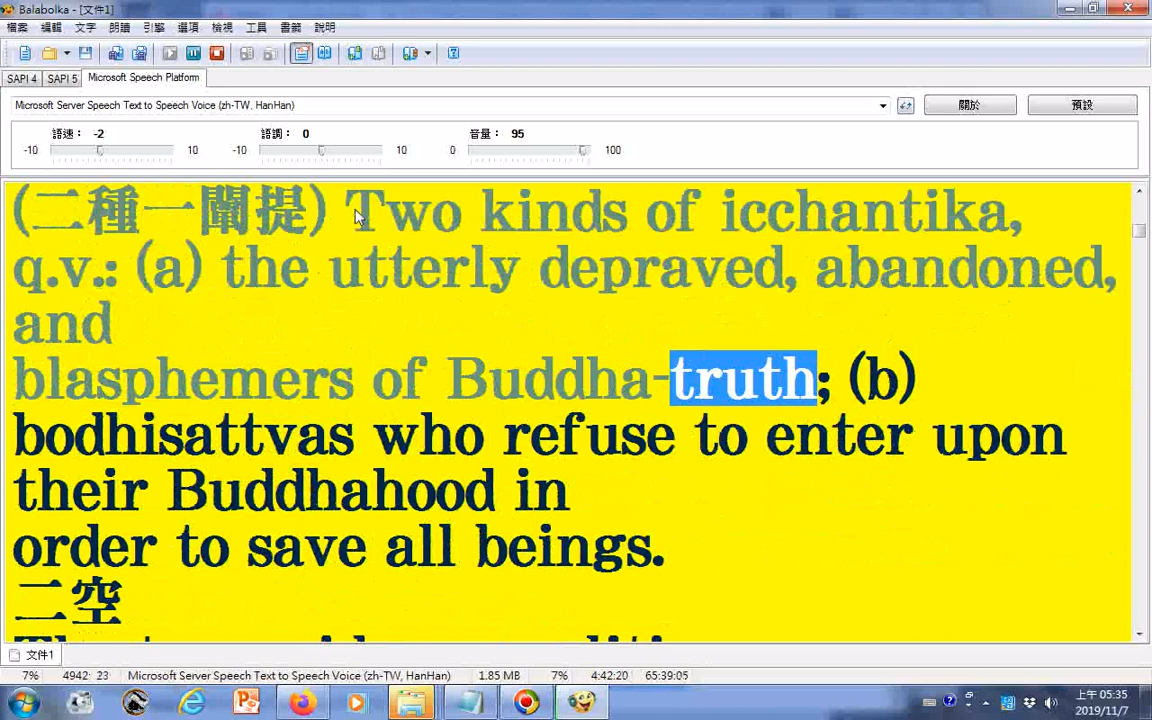 Balabolka - [文件1]
檔案 編輯 文字 朗讀 引擎 選項 檢視 工具 書籤 說明
SAPI 4 SAPI 5 Microsoft Speech Platform
Microsoft Server Speech Text to Speech Voice (zh-TW, HanHan) 關於 預設
語速： -2 語調： 0 音量： 95
-10 10 -10 10 0 100
(二種一闡提) Two kinds of icchantika,
q.v.: (a) the utterly depraved, abandoned,
and
blasphemers of Buddha-truth; (b)
bodhisattvas who refuse to enter upon
their Buddhahood in
order to save all beings.
二空
文件1
7% 4942: 23 Microsoft Server Speech Text to Speech Voice (zh-TW, HanHan) 1.85 MB 7% 4:42:20 65:39:05
上午 05:35
2019/11/7